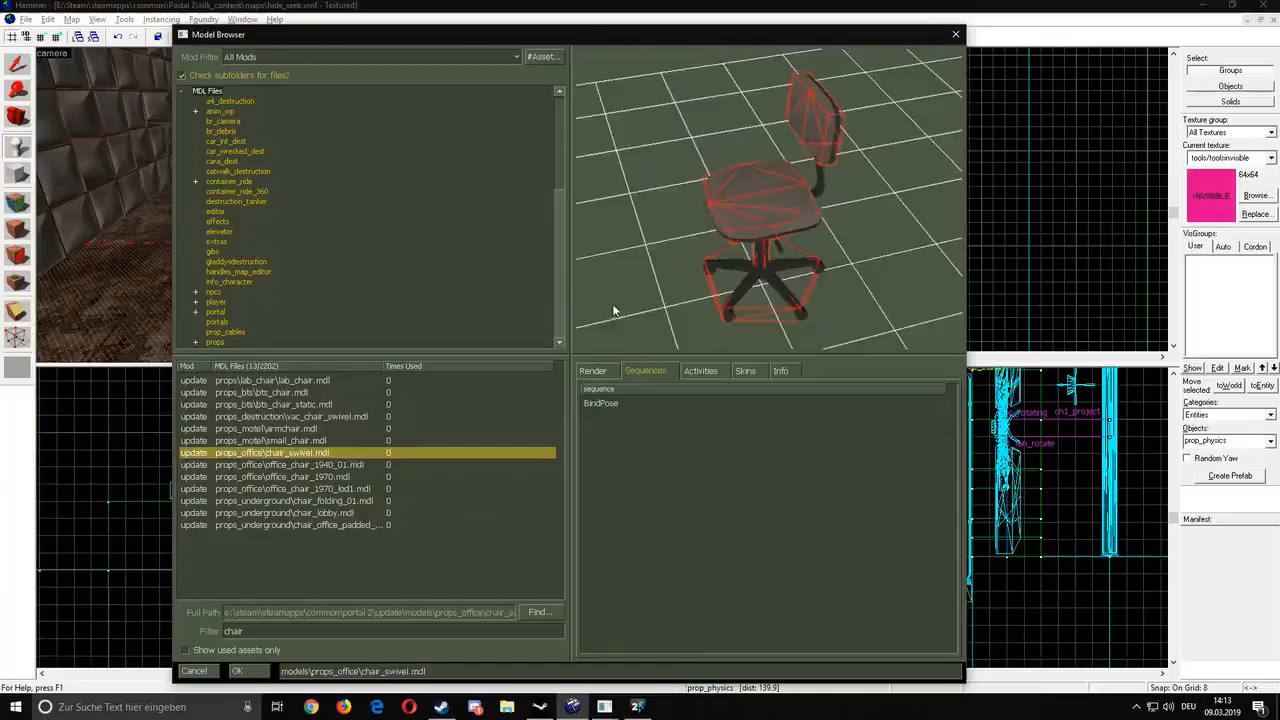 Hammer - [E:\Steam\steamapps\common\Portal 2\sdk_content\maps\hide_seek.vmf - Textured]
File Edit Map View Tools Instancing Foundry Window Help
camera
Model Browser
Mod Filter All Mods #Asset...
Check subfolders for files?
MDL Files
a4_destruction
anim_wp
br_camera
br_debris
car_int_dest
car_wrecked_dest
cara_dest
catwalk_destruction
container_ride
container_ride_360
destruction_tanker
editor
effects
elevator
extras
gibs
gladdysdestruction
handles_map_editor
info_character
npcs
player
portal
portals
prop_cables
props
Mod MDL Files (13/2202) Times Used
update props\lab_chair\lab_chair.mdl 0
update props_bts\bts_chair.mdl 0
update props_bts\bts_chair_static.mdl 0
update props_destruction\vac_chair_swivel.mdl 0
update props_motel\armchair.mdl 0
update props_motel\small_chair.mdl 0
update props_office\chair_swivel.mdl 0
update props_office\office_chair_1940_01.mdl 0
update props_office\office_chair_1970.mdl 0
update props_office\office_chair_1970_lod1.mdl 0
update props_underground\chair_folding_01.mdl 0
update props_underground\chair_lobby.mdl 0
update props_underground\chair_office_padded_... 0
Full Path e:\steam\steamapps\common\portal 2\update\models\props_office\chair_sw Find...
Filter chair
Show used assets only
Cancel OK models\props_office\chair_swivel.mdl
Render Sequences Activities Skins Info
sequence
BindPose
rotating ch1_project
n_rotate
Select:
Groups
Objects
Solids
Texture group:
All Textures
Current texture:
tools/toolsinvisible
INVISIBLE
64x64
Browse...
Replace...
VisGroups:
User Auto Cordon
Show Edit Mark
Move selected toWorld toEntity
Categories:
Entities
Objects:
prop_physics
Random Yaw
Create Prefab
Manifest:
For Help, press F1
prop_physics [dist: 139.9]
Snap: On Grid: 8 <->
Zur Suche Text hier eingeben
DEU
14:13
09.03.2019